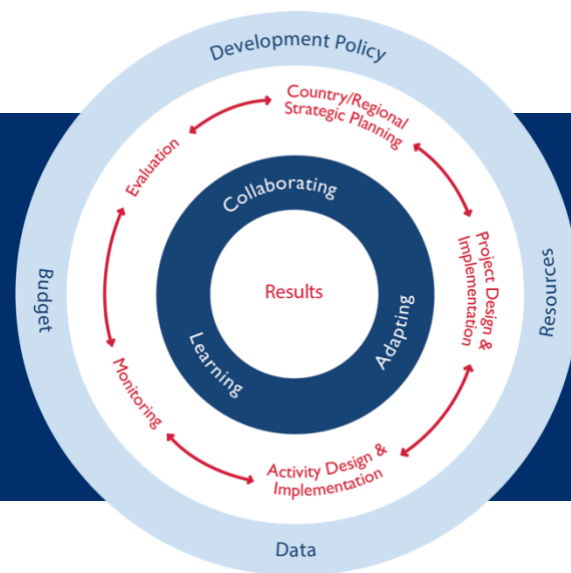 Development Policy
Country/Regional
Strategic Planning
Evaluation
Collaborating
Project Design &
Implementation
Resources
Budget
Results
Adapting
Learning
Monitoring
Activity Design &
Implementation
Data